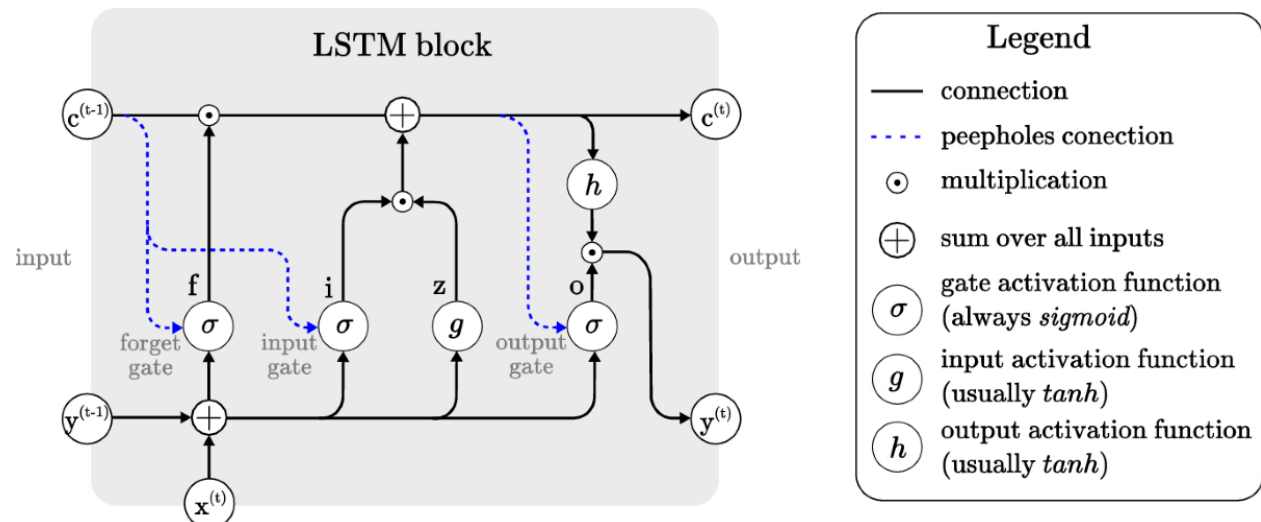 LSTM block
c(t-1)
c(t)
h
input
output
f
i
z
o
σ
σ
g
σ
forget
gate
input
gate
output
gate
y(t-1)
y(t)
x(t)
Legend
connection
peepholes conection
multiplication
sum over all inputs
σ
gate activation function
(always sigmoid)
g
input activation function
(usually tanh)
h
output activation function
(usually tanh)